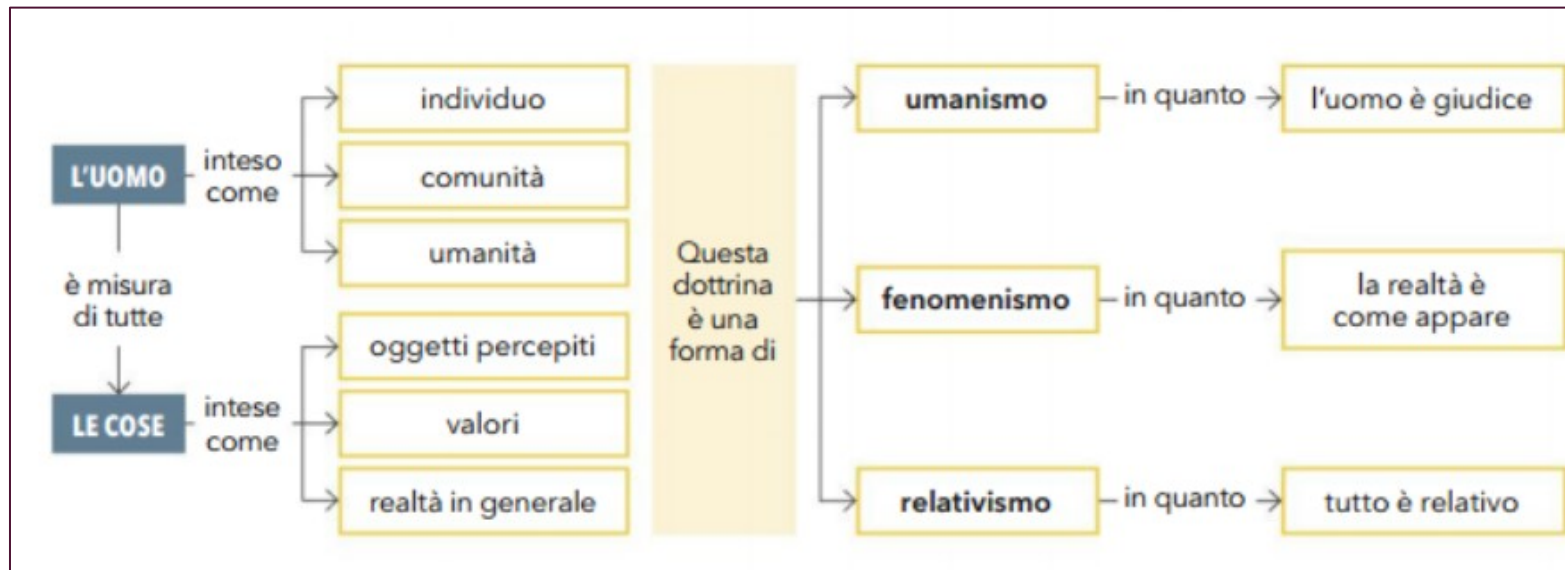 L'UOMO
inteso
come
individuo
comunità
umanità
è misura
di tutte
LE COSE
intese
come
oggetti percepiti
valori
realtà in generale
Questa
dottrina
è una
forma di
umanismo
in quanto
l'uomo è giudice
fenomenismo
in quanto
la realtà è
come appare
relativismo
in quanto
tutto è relativo